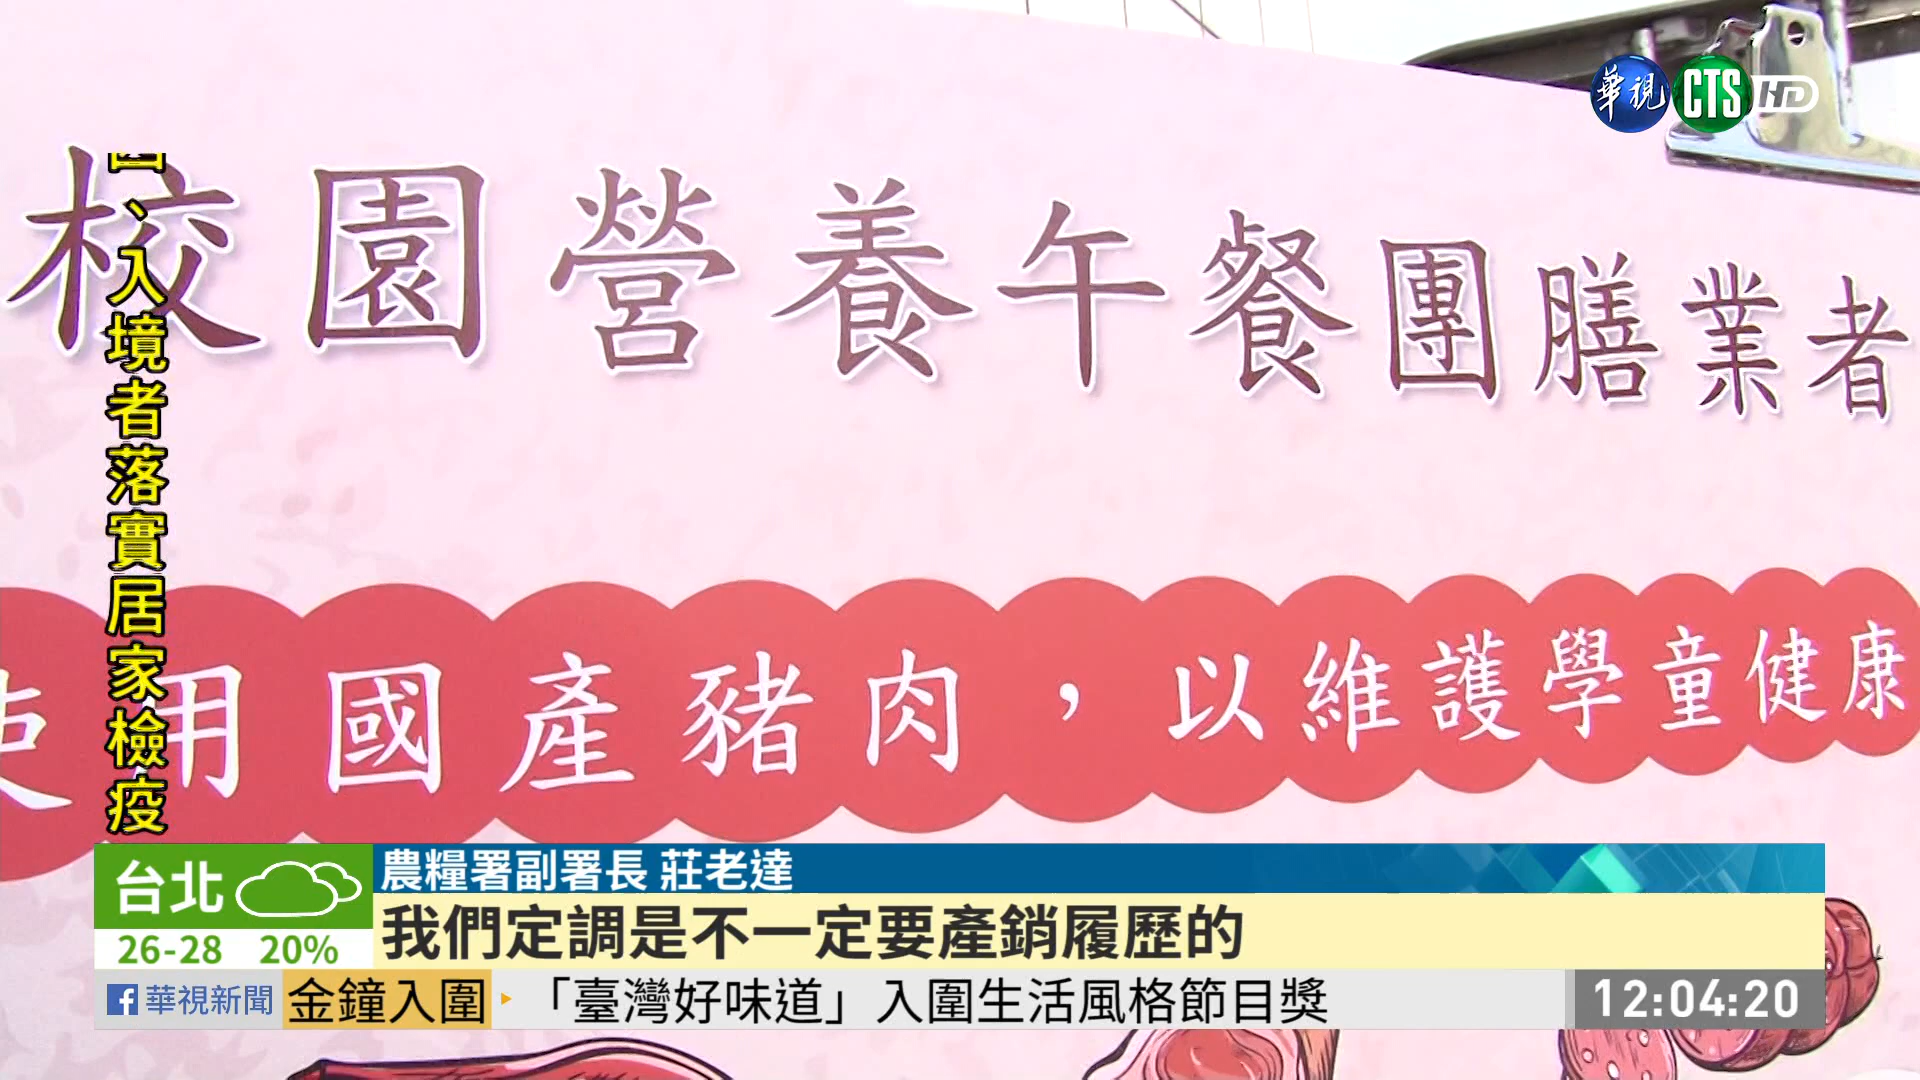 華視 CTS HD
校園營養午餐團膳業者
使用國產豬肉，以維護學童健康
、入境者落實居家檢疫
台北
26-28 20%
農糧署副署長 莊老達
我們定調是不一定要產銷履歷的
華視新聞 金鐘入圍 「臺灣好味道」入圍生活風格節目獎 12:04:20